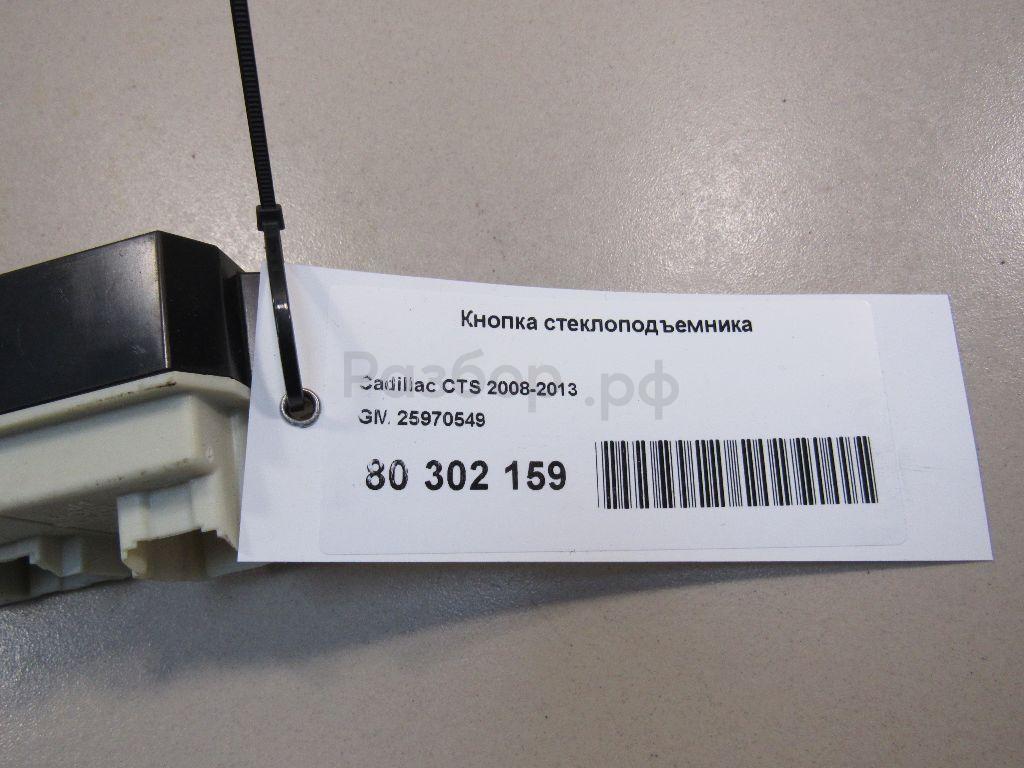 Кнопка стеклоподъемника
Разбор.рф
Cadillac CTS 2008-2013
GM 25970549
80 302 159